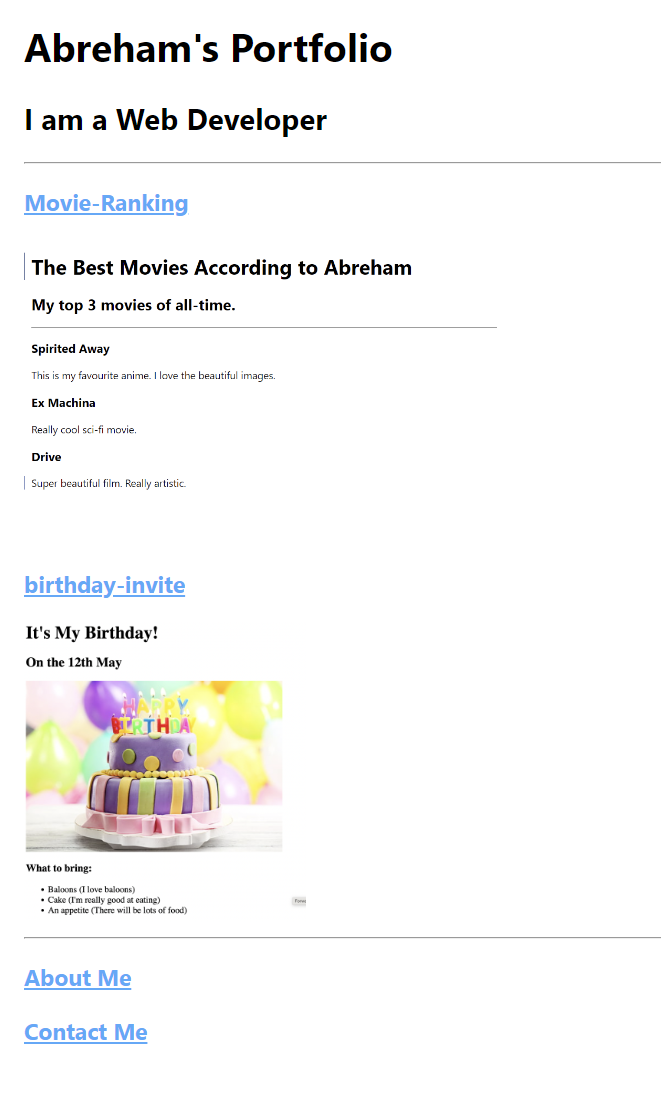 Abreham's Portfolio
I am a Web Developer
Movie-Ranking
The Best Movies According to Abreham
My top 3 movies of all-time.
Spirited Away
This is my favourite anime. I love the beautiful images.
Ex Machina
Really cool sci-fi movie.
Drive
Super beautiful film. Really artistic.
birthday-invite
It's My Birthday!
On the 12th May
HAPPY
BIRTHDAY
What to bring:
• Baloons (I love baloons)
• Cake (I'm really good at eating)
• An appetite (There will be lots of food)
About Me
Contact Me